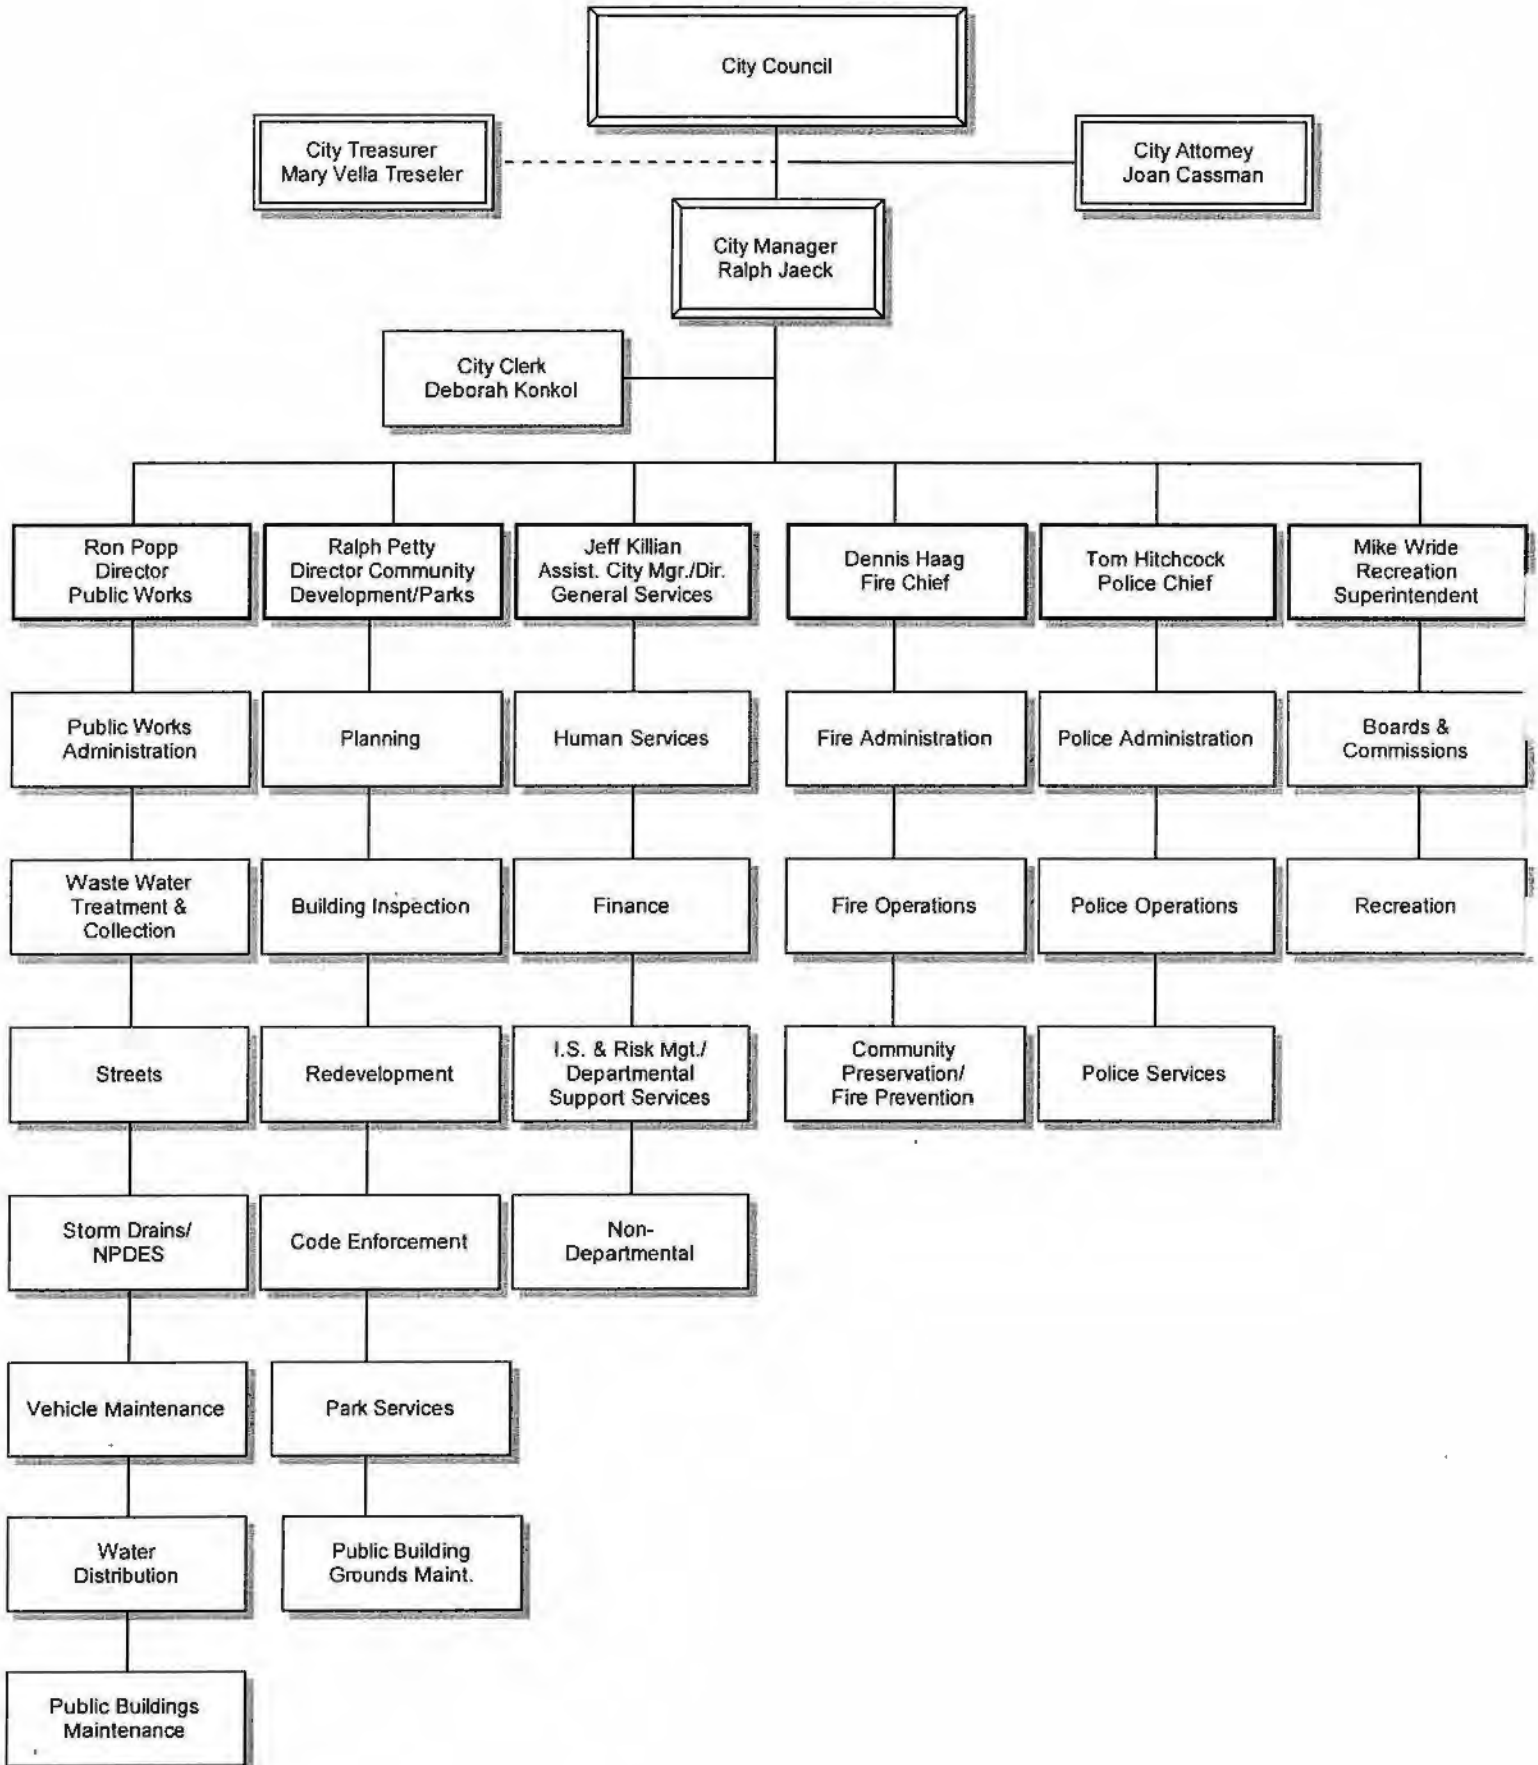 City Council
City Treasurer
Mary Vella Treseler
City Attorney
Joan Cassman
City Manager
Ralph Jaeck
City Clerk
Deborah Konkol
Ron Popp
Director
Public Works
Ralph Petty
Director Community
Development/Parks
Jeff Killian
Assist. City Mgr./Dir.
General Services
Dennis Haag
Fire Chief
Tom Hitchcock
Police Chief
Mike Wride
Recreation
Superintendent
Public Works
Administration
Planning
Human Services
Fire Administration
Police Administration
Boards &
Commissions
Waste Water
Treatment &
Collection
Building Inspection
Finance
Fire Operations
Police Operations
Recreation
Streets
Redevelopment
I.S. & Risk Mgt./
Departmental
Support Services
Community
Preservation/
Fire Prevention
Police Services
Storm Drains/
NPDES
Code Enforcement
Non-
Departmental
Vehicle Maintenance
Park Services
Water
Distribution
Public Building
Grounds Maint.
Public Buildings
Maintenance